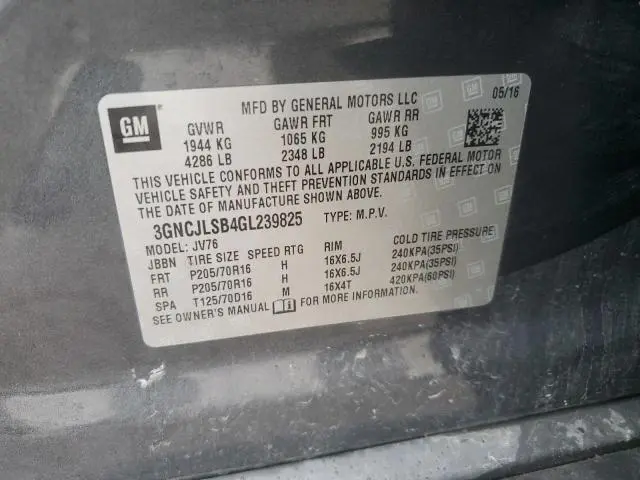 GM
MFD BY GENERAL MOTORS LLC
05/16
GVWR GAWR FRT GAWR RR
1944 KG 1065 KG 995 KG
4286 LB 2348 LB 2194 LB
THIS VEHICLE CONFORMS TO ALL APPLICABLE U.S. FEDERAL MOTOR
VEHICLE SAFETY AND THEFT PREVENTION STANDARDS IN EFFECT ON
THE DATE OF MANUFACTURE SHOWN ABOVE.
3GNCJLSB4GL239825 TYPE: M.P.V.
MODEL: JV76
JBBN TIRE SIZE SPEED RTG RIM COLD TIRE PRESSURE
FRT P205/70R16 H 16X6.5J 240KPA(35PSI)
RR P205/70R16 H 16X6.5J 240KPA(35PSI)
SPA T125/70D16 M 16X4T 420KPA(60PSI)
SEE OWNER'S MANUAL FOR MORE INFORMATION.